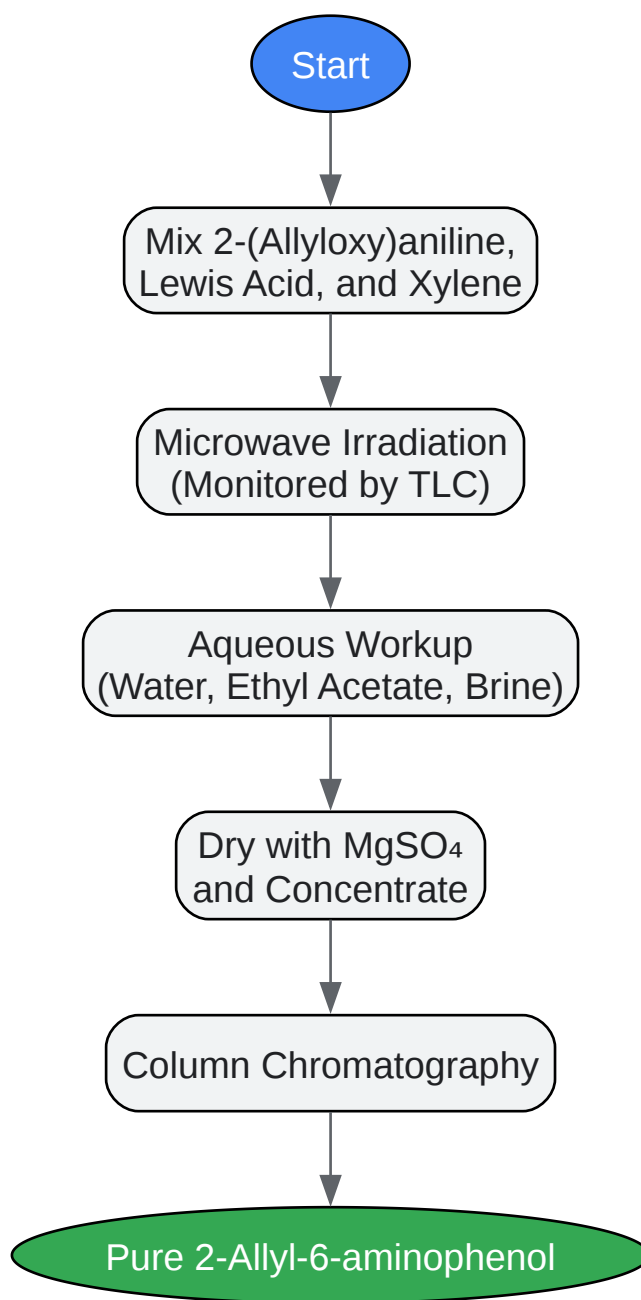 Start
Mix 2-(Allyloxy)aniline,
Lewis Acid, and Xylene
Microwave Irradiation
(Monitored by TLC)
Aqueous Workup
(Water, Ethyl Acetate, Brine)
Dry with MgSO₄
and Concentrate
Column Chromatography
Pure 2-Allyl-6-aminophenol